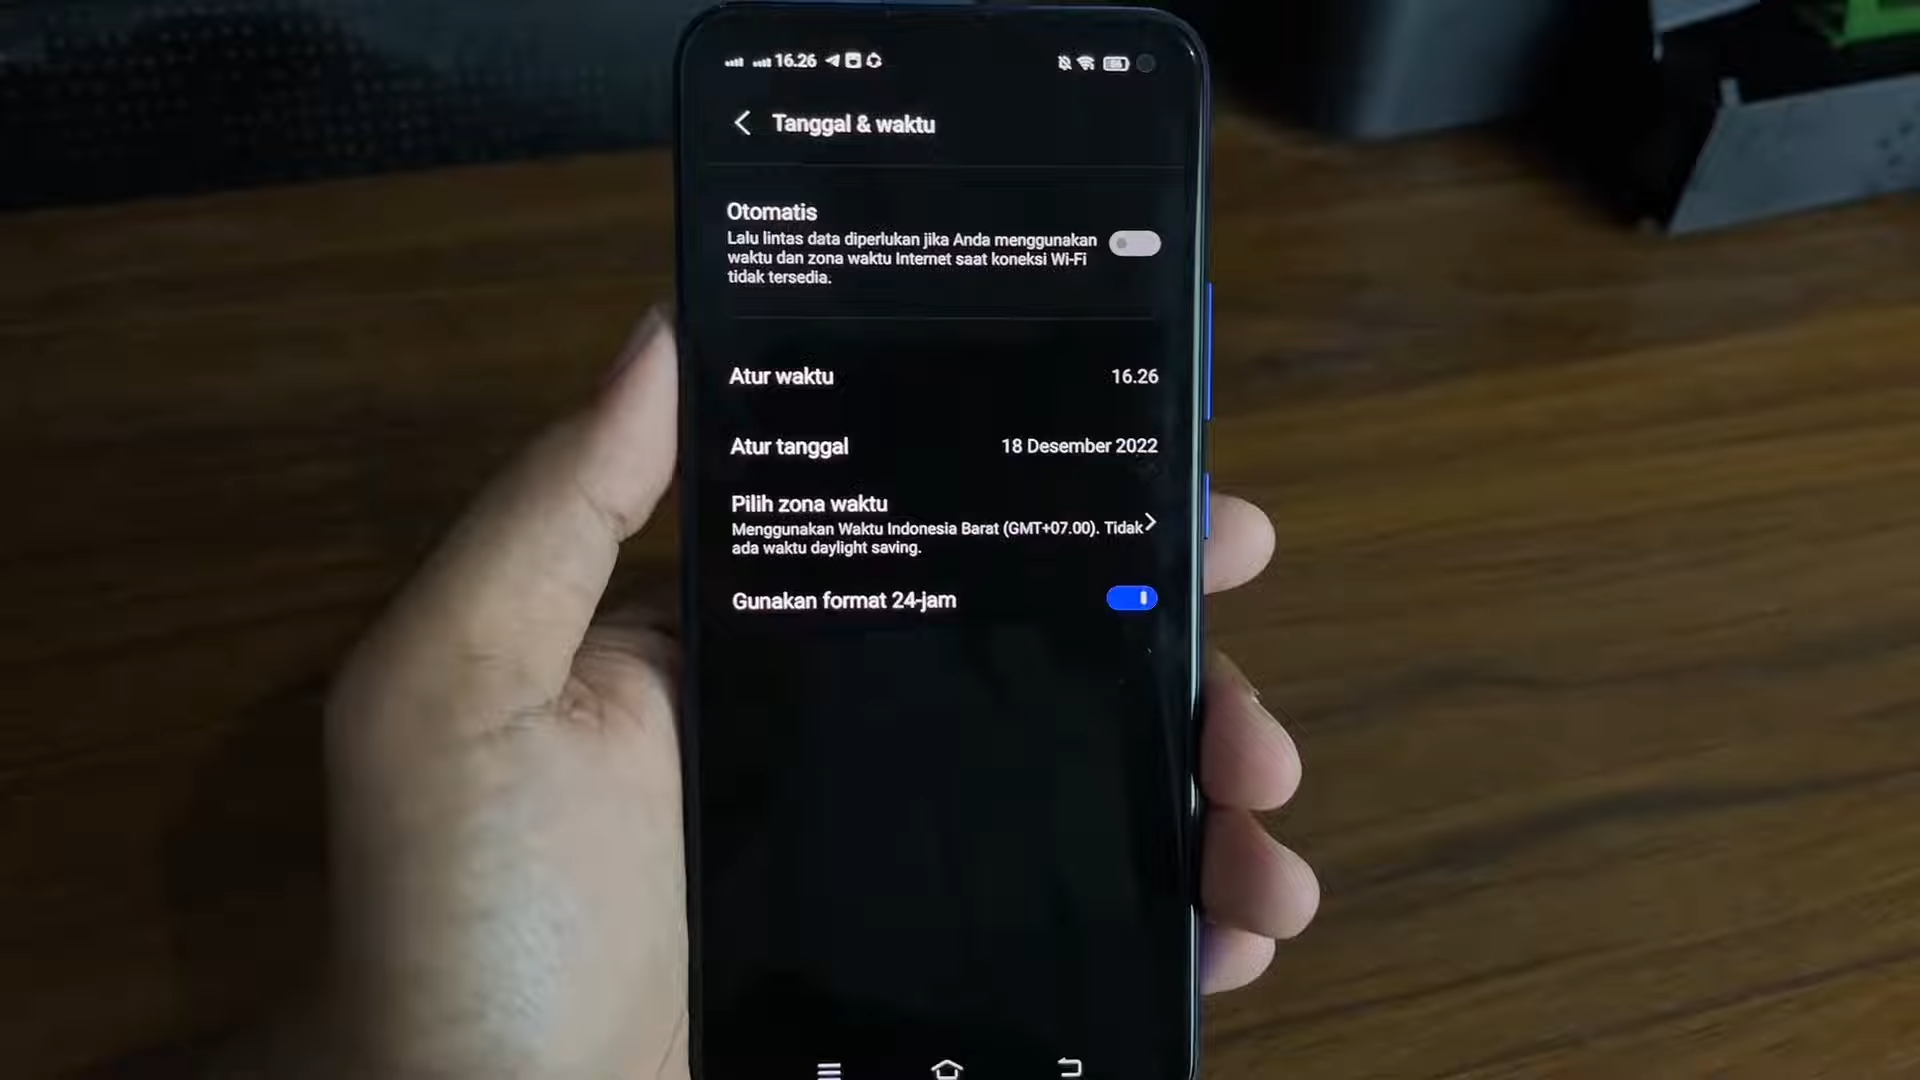 16.26
Tanggal & waktu
Otomatis
Lalu lintas data diperlukan jika Anda menggunakan
waktu dan zona waktu Internet saat koneksi Wi-Fi
tidak tersedia.
Atur waktu 16.26
Atur tanggal 18 Desember 2022
Pilih zona waktu
Menggunakan Waktu Indonesia Barat (GMT+07.00). Tidak
ada waktu daylight saving.
Gunakan format 24-jam